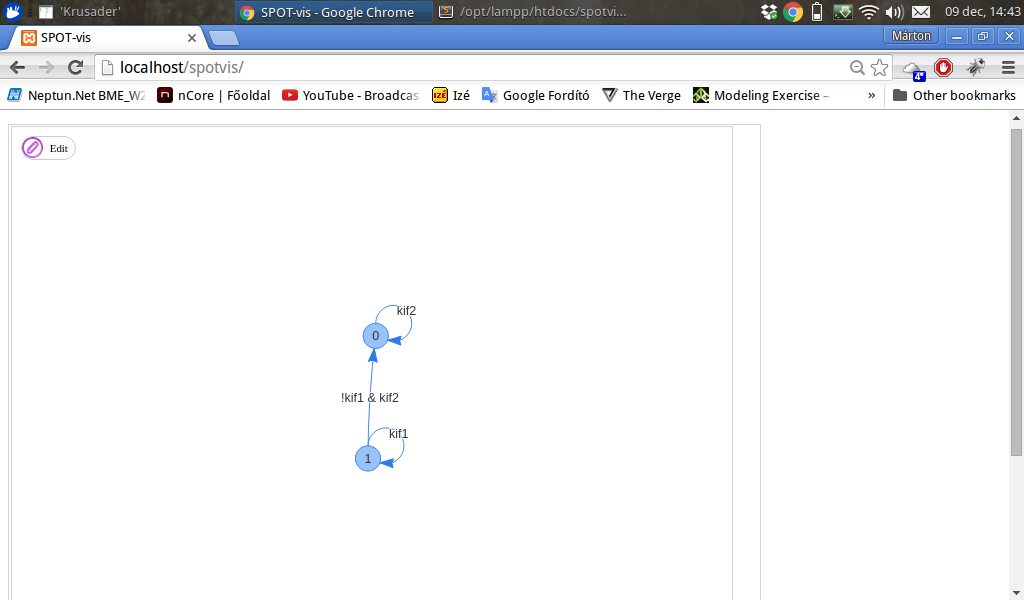 'Krusader' SPOT-vis - Google Chrome /opt/lampp/htdocs/spotvi... 09 dec, 14:43
SPOT-vis Márton
localhost/spotvis/
4*
Neptun.Net BME_W2 nCore | Főoldal YouTube - Broadcas IZÉ Izé Google Fordító The Verge Modeling Exercise – » Other bookmarks
Edit
kif2
0
!kif1 & kif2
kif1
1